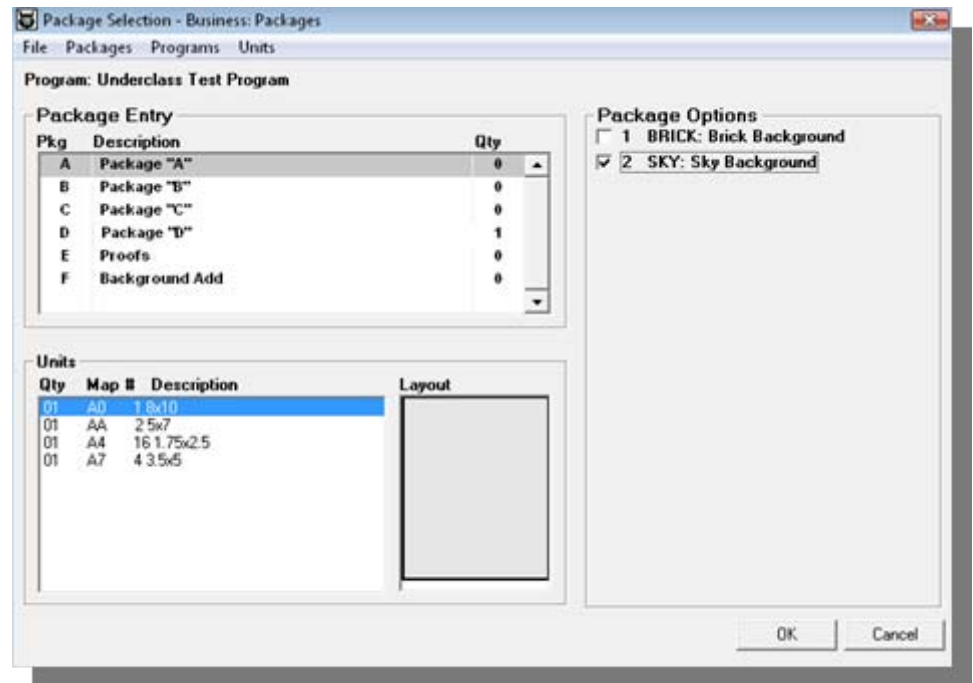 Package Selection - Business: Packages
File Packages Programs Units
Program: Underclass Test Program
Package Entry
Pkg Description Qty
A Package "A" 0
B Package "B" 0
C Package "C" 0
D Package "D" 1
E Proofs 0
F Background Add 0
Package Options
1 BRICK: Brick Background
2 SKY: Sky Background
Units
Qty Map # Description
01 A0 1 8x10
01 AA 2 5x7
01 A4 16 1.75x2.5
01 A7 4 3.5x5
Layout
OK Cancel